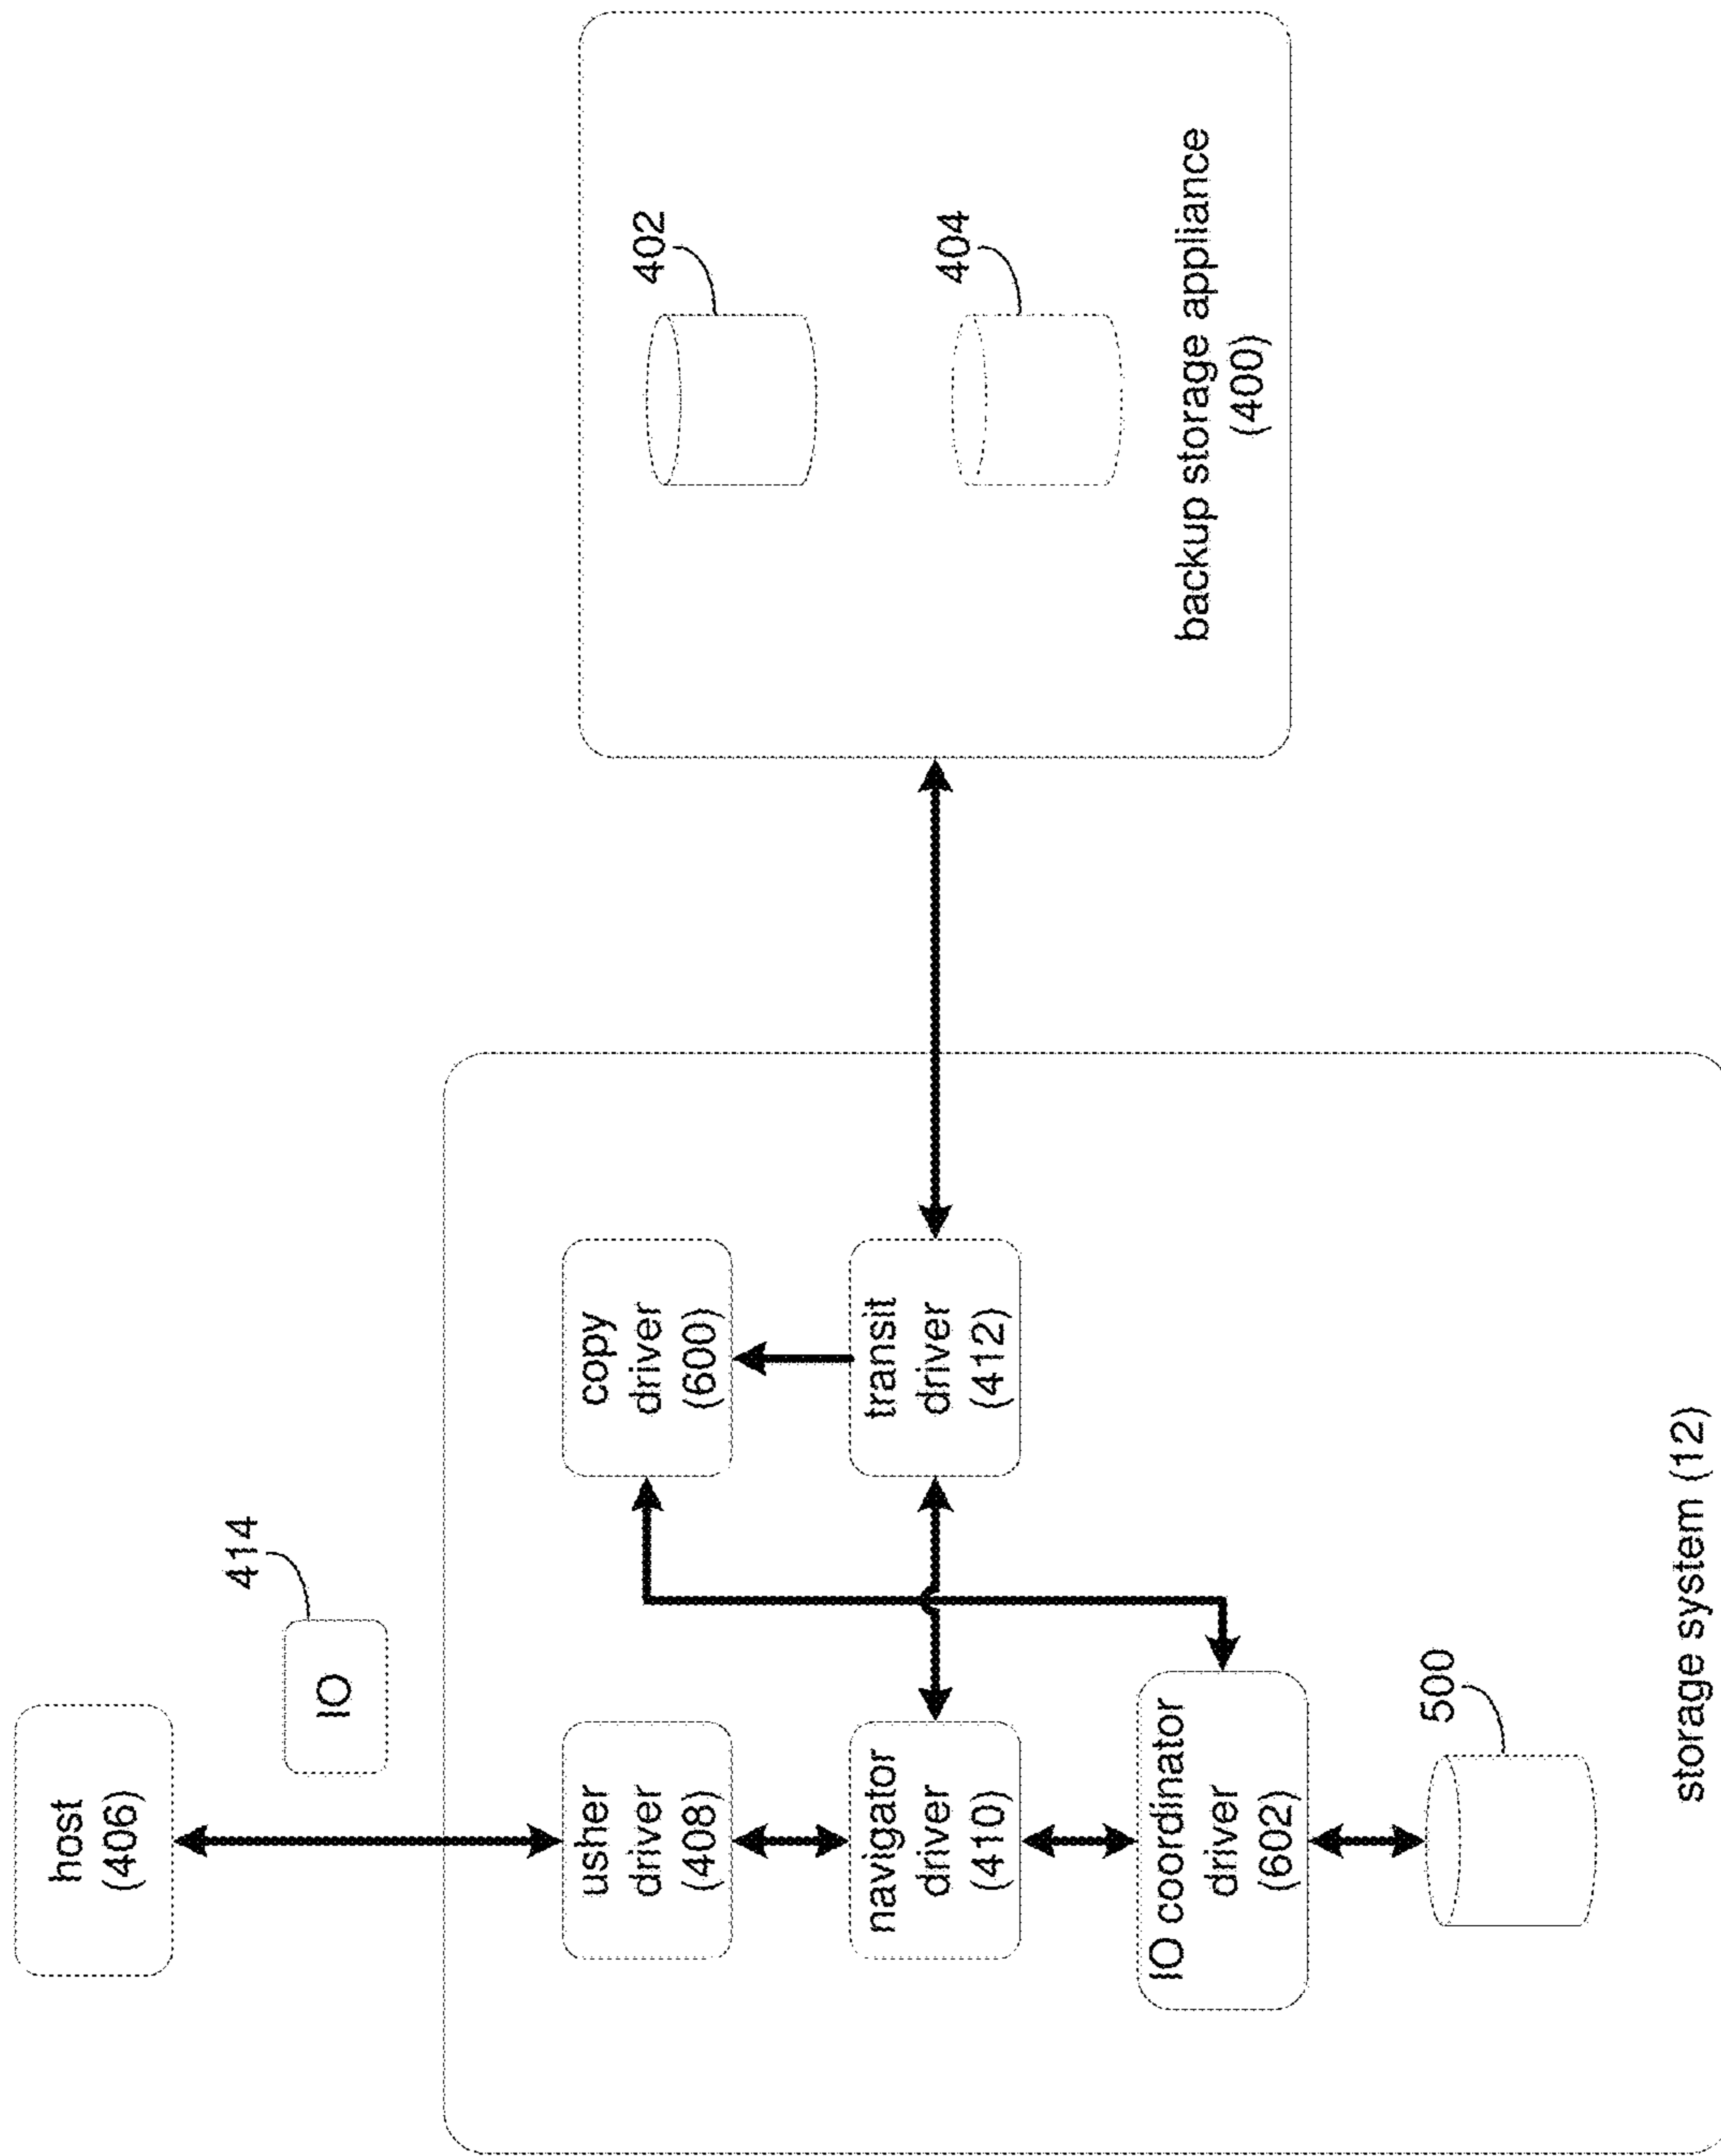 host
(406)
IO
414
usher
driver
(408)
copy
driver
(600)
navigator
driver
(410)
transit
driver
(412)
IO coordinator
driver
(602)
500
storage system (12)
402
404
backup storage appliance
(400)